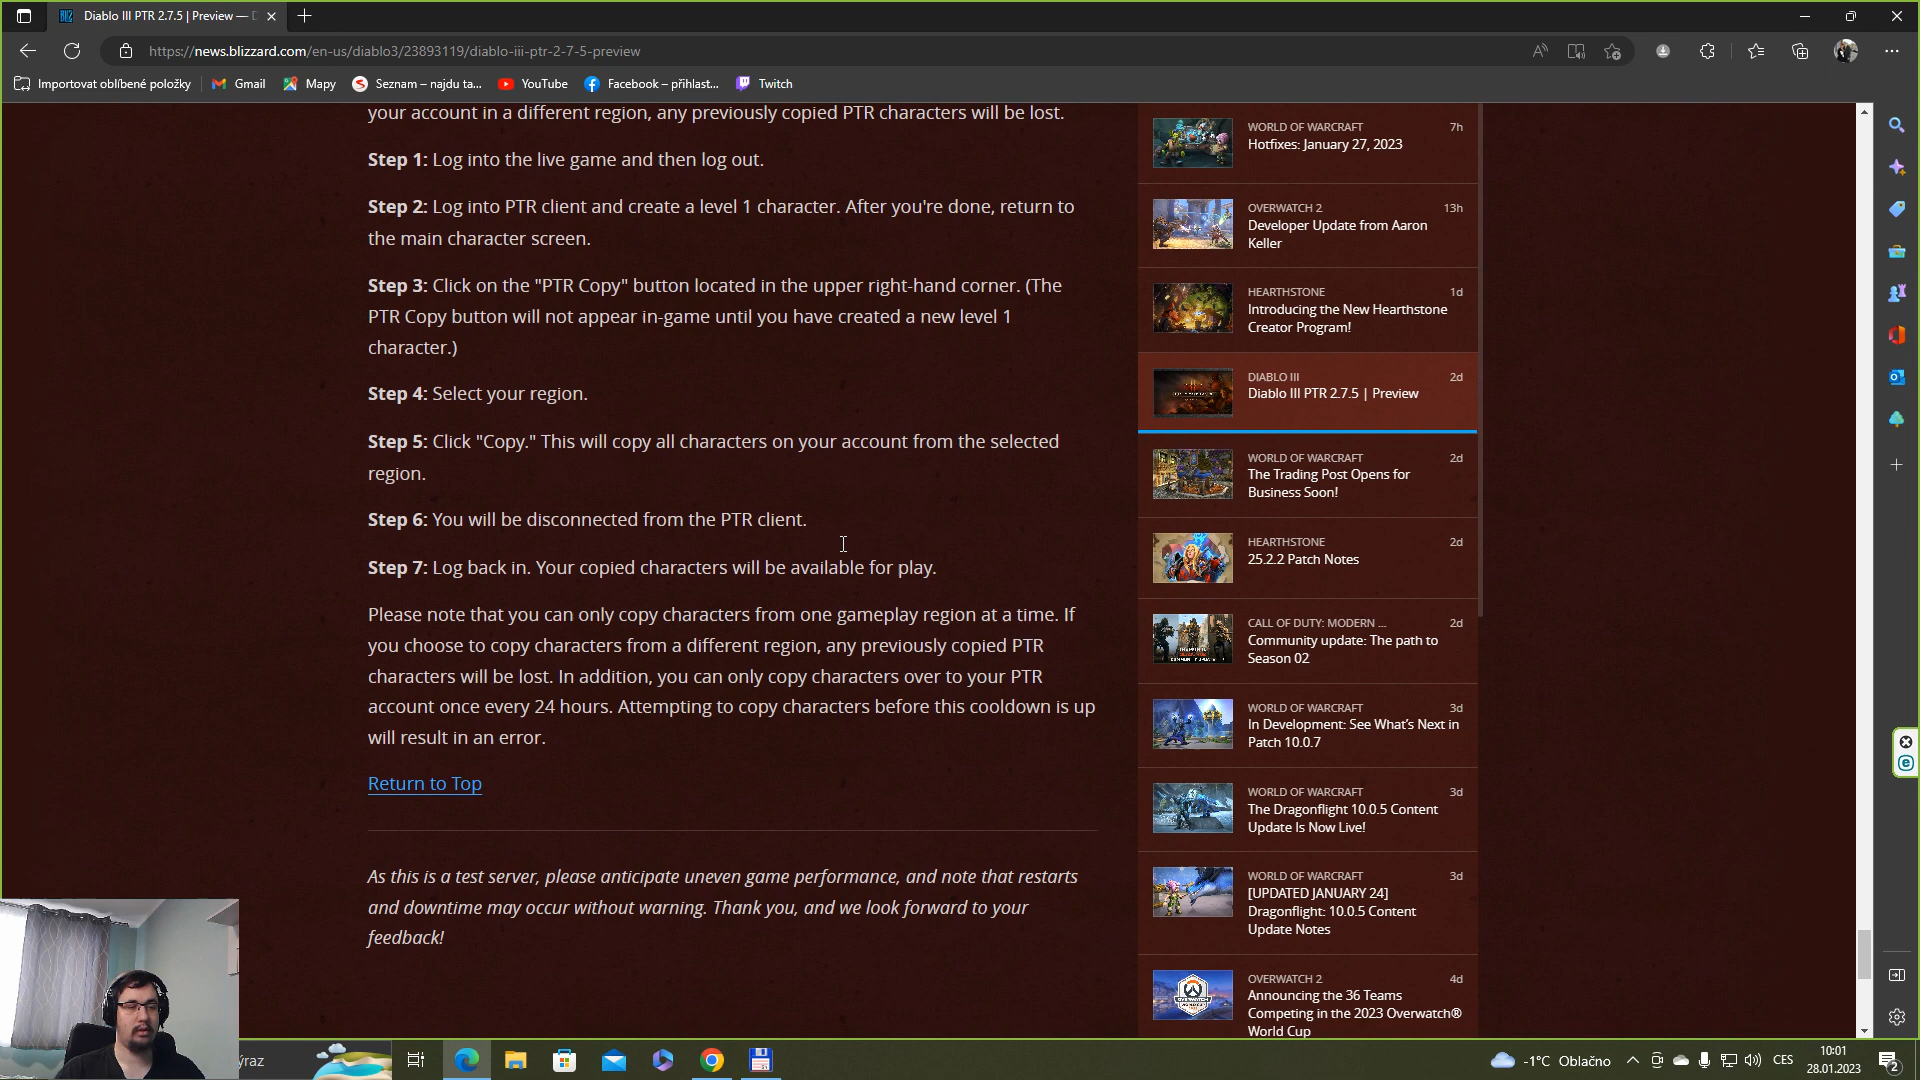 Diablo III PTR 2.7.5 | Preview — D
https://news.blizzard.com/en-us/diablo3/23893119/diablo-iii-ptr-2-7-5-preview
Importovat oblíbené položky
Gmail
Mapy
Seznam – najdu ta...
YouTube
Facebook – přihlast...
Twitch
your account in a different region, any previously copied PTR characters will be lost.
Step 1: Log into the live game and then log out.
Step 2: Log into PTR client and create a level 1 character. After you're done, return to
the main character screen.
Step 3: Click on the "PTR Copy" button located in the upper right-hand corner. (The
PTR Copy button will not appear in-game until you have created a new level 1
character.)
Step 4: Select your region.
Step 5: Click "Copy." This will copy all characters on your account from the selected
region.
Step 6: You will be disconnected from the PTR client.
Step 7: Log back in. Your copied characters will be available for play.
Please note that you can only copy characters from one gameplay region at a time. If
you choose to copy characters from a different region, any previously copied PTR
characters will be lost. In addition, you can only copy characters over to your PTR
account once every 24 hours. Attempting to copy characters before this cooldown is up
will result in an error.
Return to Top
As this is a test server, please anticipate uneven game performance, and note that restarts
and downtime may occur without warning. Thank you, and we look forward to your
feedback!
WORLD OF WARCRAFT 7h
Hotfixes: January 27, 2023
OVERWATCH 2 13h
Developer Update from Aaron
Keller
HEARTHSTONE 1d
Introducing the New Hearthstone
Creator Program!
DIABLO III 2d
Diablo III PTR 2.7.5 | Preview
WORLD OF WARCRAFT 2d
The Trading Post Opens for
Business Soon!
HEARTHSTONE 2d
25.2.2 Patch Notes
CALL OF DUTY: MODERN ... 2d
Community update: The path to
Season 02
WORLD OF WARCRAFT 3d
In Development: See What's Next in
Patch 10.0.7
WORLD OF WARCRAFT 3d
The Dragonflight 10.0.5 Content
Update Is Now Live!
WORLD OF WARCRAFT 3d
[UPDATED JANUARY 24]
Dragonflight: 10.0.5 Content
Update Notes
OVERWATCH 2 4d
Announcing the 36 Teams
Competing in the 2023 Overwatch®
World Cup
ýraz
-1°C Oblačno
CES
10:01
28.01.2023
2